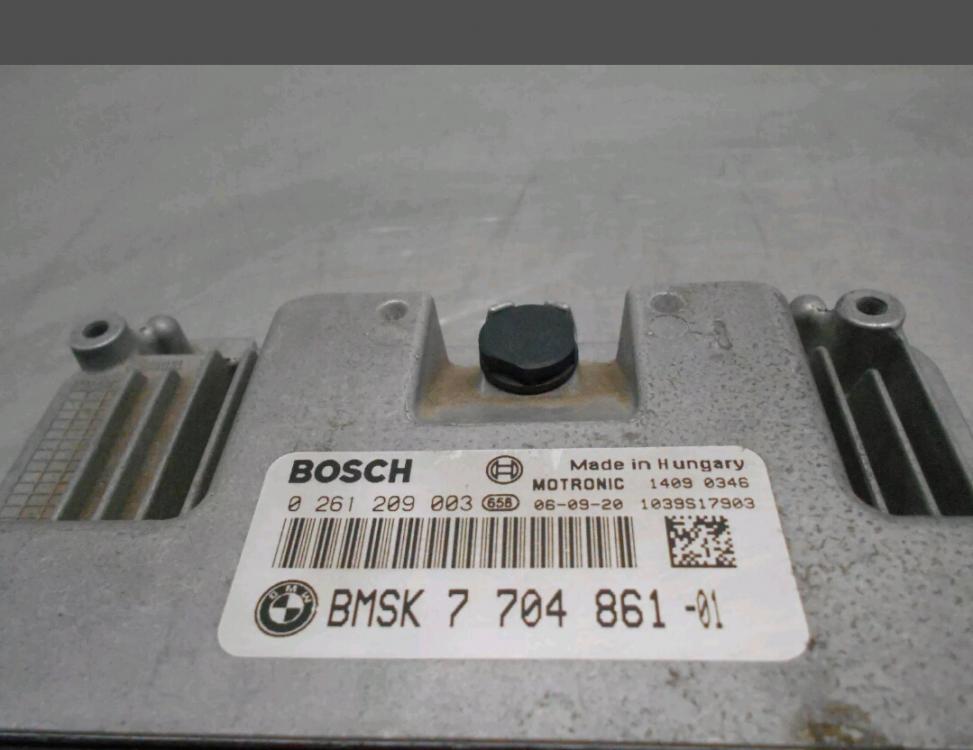 BOSCH Made in Hungary
MOTRONIC 1409 0346
0 261 209 003 658 06-09-20 1039S17903
BMW BMSK 7 704 861 -01